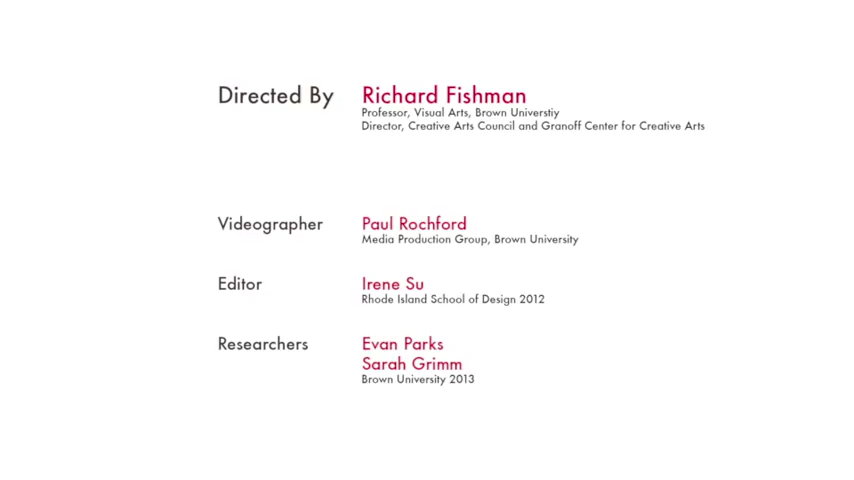 Directed By Richard Fishman
Professor, Visual Arts, Brown Universtiy
Director, Creative Arts Council and Granoff Center for Creative Arts
Videographer Paul Rochford
Media Production Group, Brown University
Editor Irene Su
Rhode Island School of Design 2012
Researchers Evan Parks
Sarah Grimm
Brown University 2013